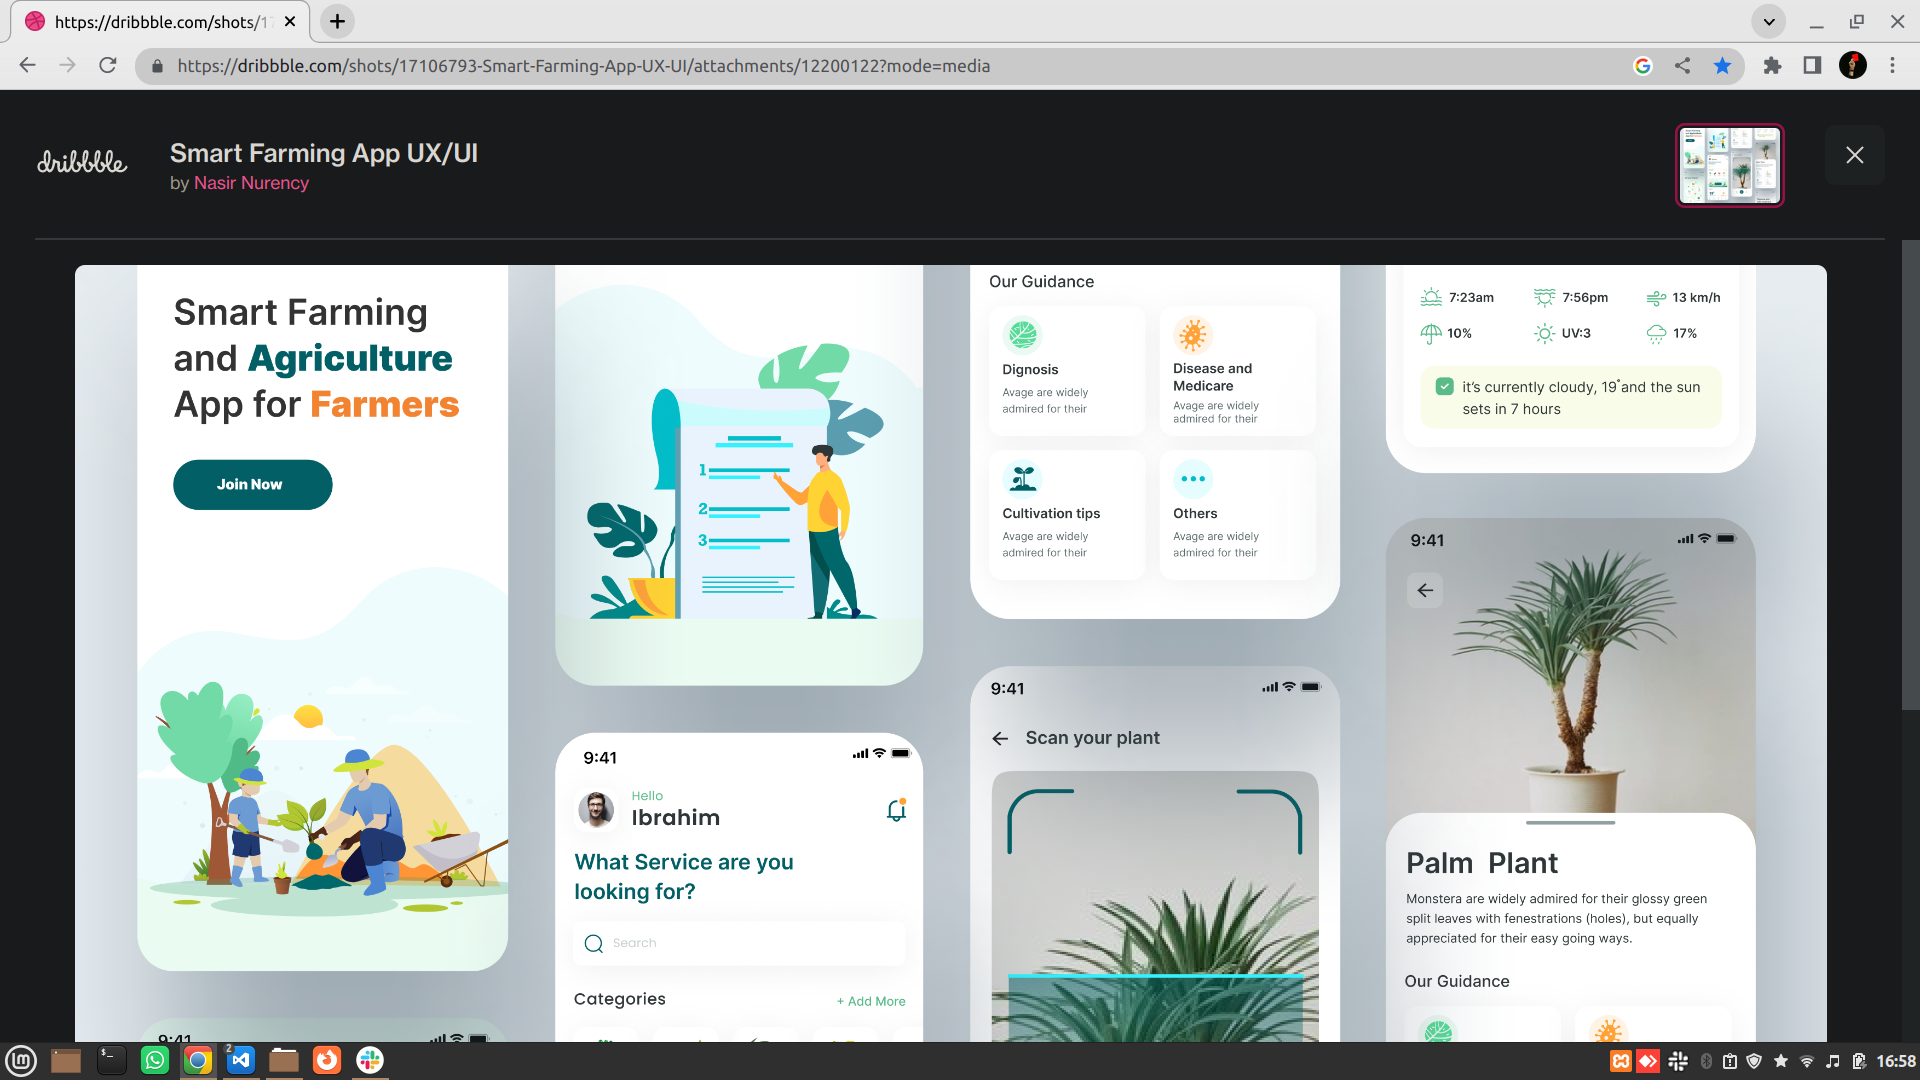 https://dribbble.com/shots/17
https://dribbble.com/shots/17106793-Smart-Farming-App-UX-UI/attachments/12200122?mode=media
dribbble
Smart Farming App UX/UI
by Nasir Nurency
Smart Farming
and Agriculture
App for Farmers
Join Now
9:41
1
2
3
9:41
Hello
Ibrahim
What Service are you
looking for?
Search
Categories
+ Add More
Our Guidance
Dignosis
Avage are widely
admired for their
Disease and
Medicare
Avage are widely
admired for their
Cultivation tips
Avage are widely
admired for their
Others
Avage are widely
admired for their
9:41
Scan your plant
7:23am
7:56pm
13 km/h
10%
UV:3
17%
it's currently cloudy, 19°and the sun
sets in 7 hours
9:41
Palm Plant
Monstera are widely admired for their glossy green
split leaves with fenestrations (holes), but equally
appreciated for their easy going ways.
Our Guidance
2
16:58